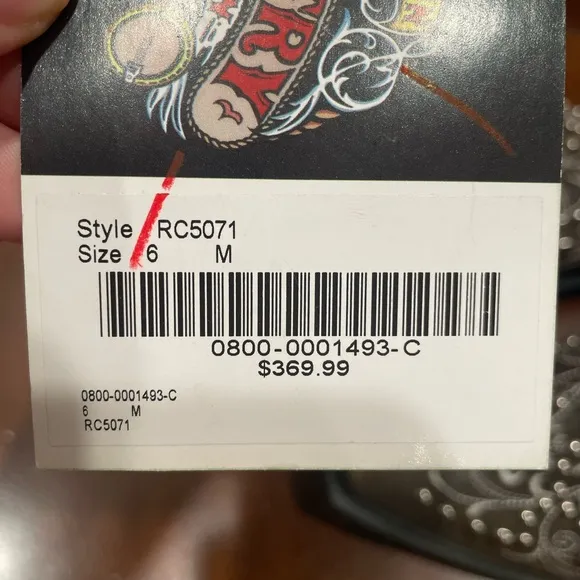 Style RC5071
Size 6 M
0800-0001493-C
$369.99
0800-0001493-C
6 M
RC5071